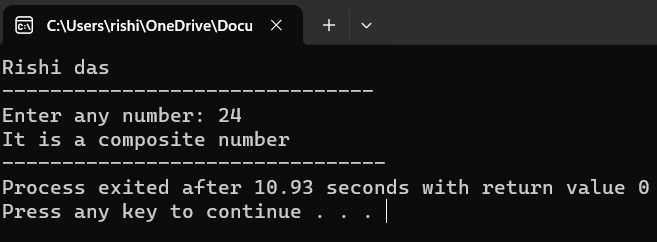 C:\Users\rishi\OneDrive\Docu
Rishi das
-------------------------------
Enter any number: 24
It is a composite number
--------------------------------
Process exited after 10.93 seconds with return value 0
Press any key to continue . . .